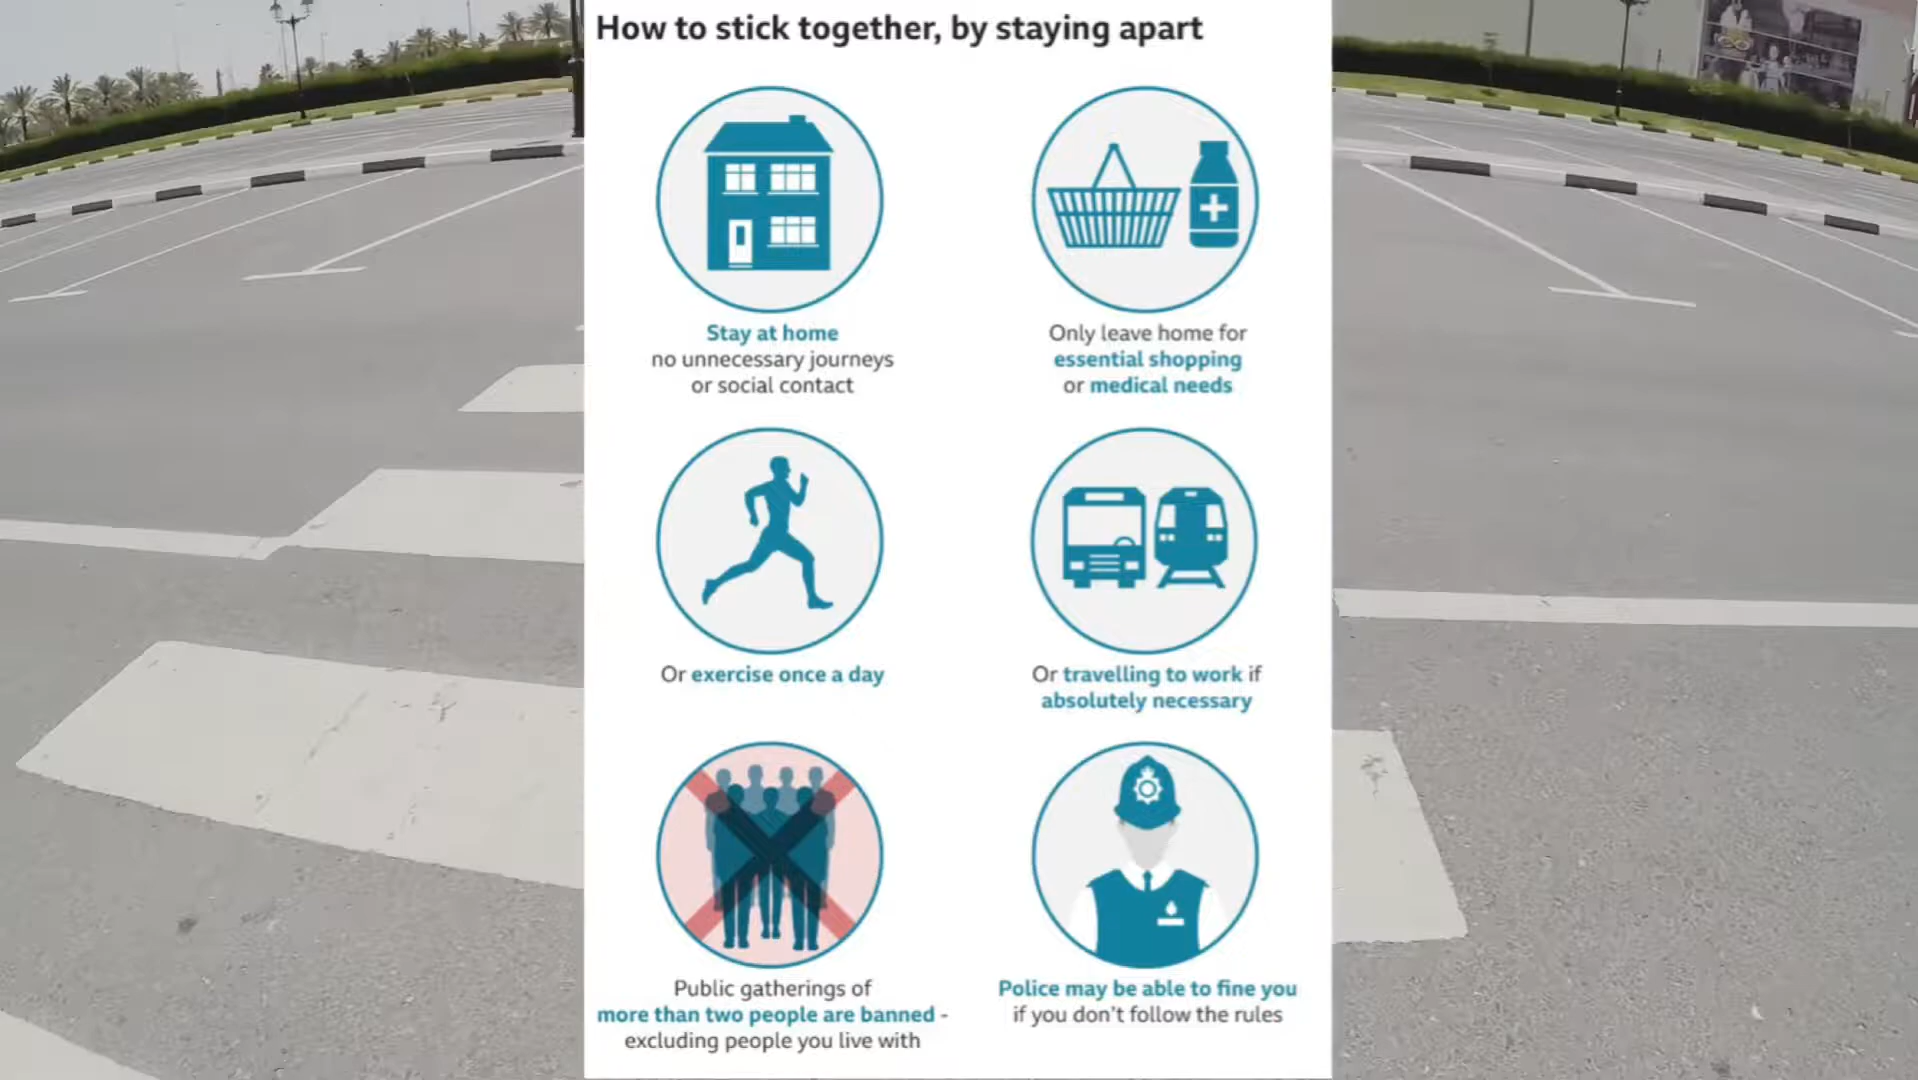 How to stick together, by staying apart
Stay at home
no unnecessary journeys
or social contact
Only leave home for
essential shopping
or medical needs
Or exercise once a day
Or travelling to work if
absolutely necessary
Public gatherings of
more than two people are banned -
excluding people you live with
Police may be able to fine you
if you don't follow the rules